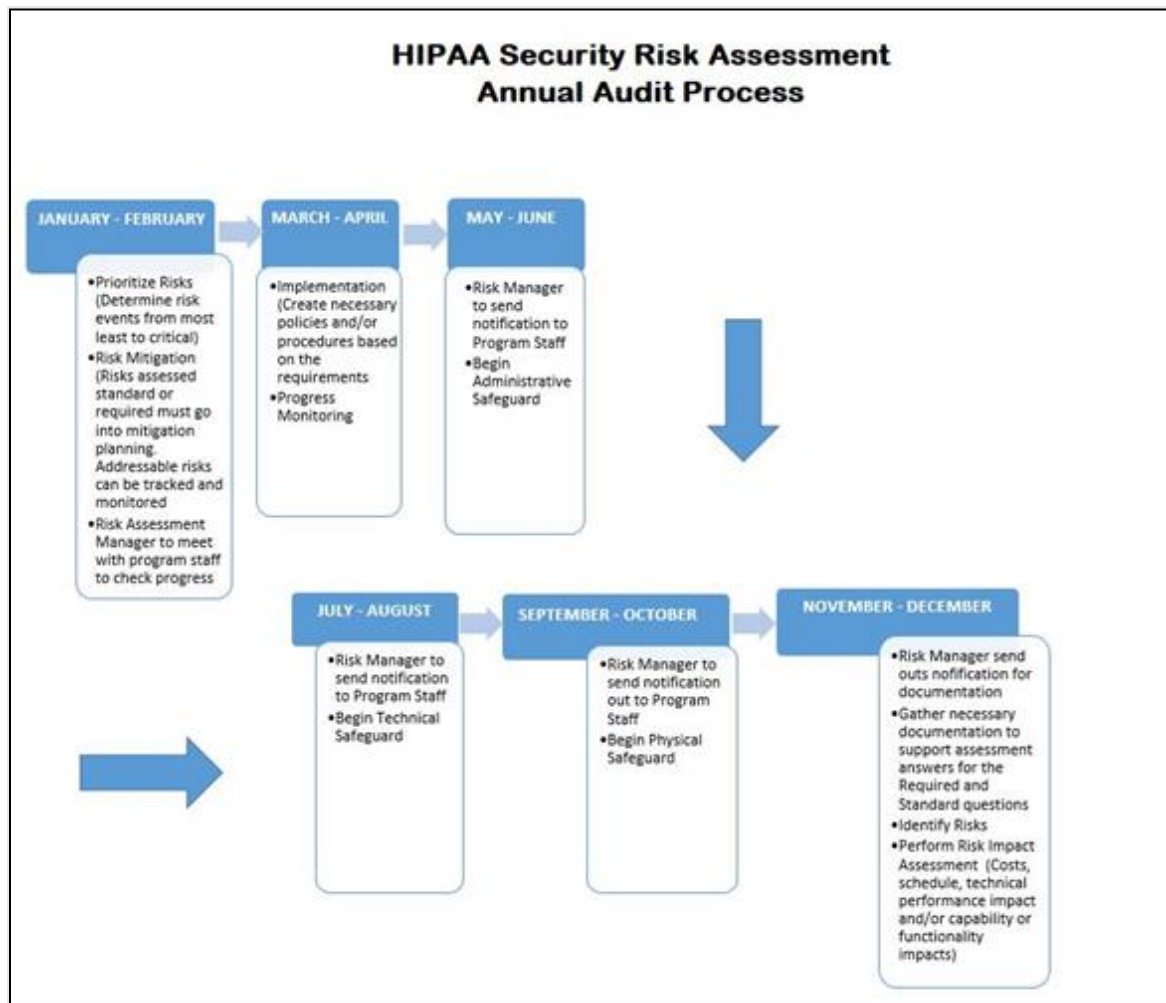 HIPAA Security Risk Assessment
Annual Audit Process
JANUARY - FEBRUARY
•Prioritize Risks
(Determine risk
events from most
least to critical)
•Risk Mitigation
(Risks assessed
standard or
required must go
into mitigation
planning.
Addressable risks
can be tracked and
monitored
•Risk Assessment
Manager to meet
with program staff
to check progress
MARCH - APRIL
•Implementation
(Create necessary
policies and/or
procedures based
on the
requirements
•Progress
Monitoring
MAY - JUNE
•Risk Manager
to send
notification to
Program Staff
•Begin
Administrative
Safeguard
JULY - AUGUST
•Risk Manager to
send notification
to Program Staff
•Begin Technical
Safeguard
SEPTEMBER - OCTOBER
•Risk Manager to
send notification
out to Program
Staff
•Begin Physical
Safeguard
NOVEMBER - DECEMBER
•Risk Manager send
outs nofification for
documentation
•Gather necessary
documentation to
support assessment
answers for the
Required and
Standard questions
•Identify Risks
•Perform Risk Impact
Assessment (Costs,
schedule, technical
performance impact
and/or capability or
functionality
impacts)